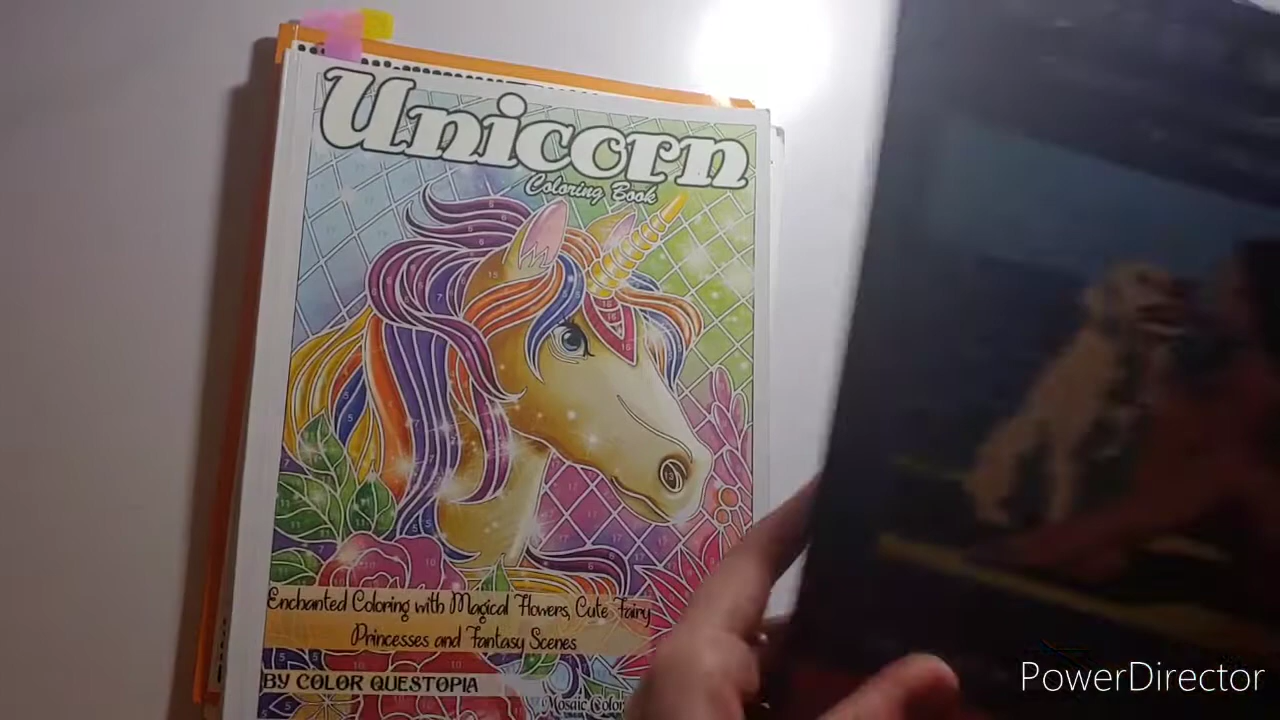 Unicorn
Coloring Book
Enchanted Coloring with Magical Flowers, Cute Fairy
Princesses and Fantasy Scenes
BY COLOR QUESTOPIA
Mosaic Color
PowerDirector